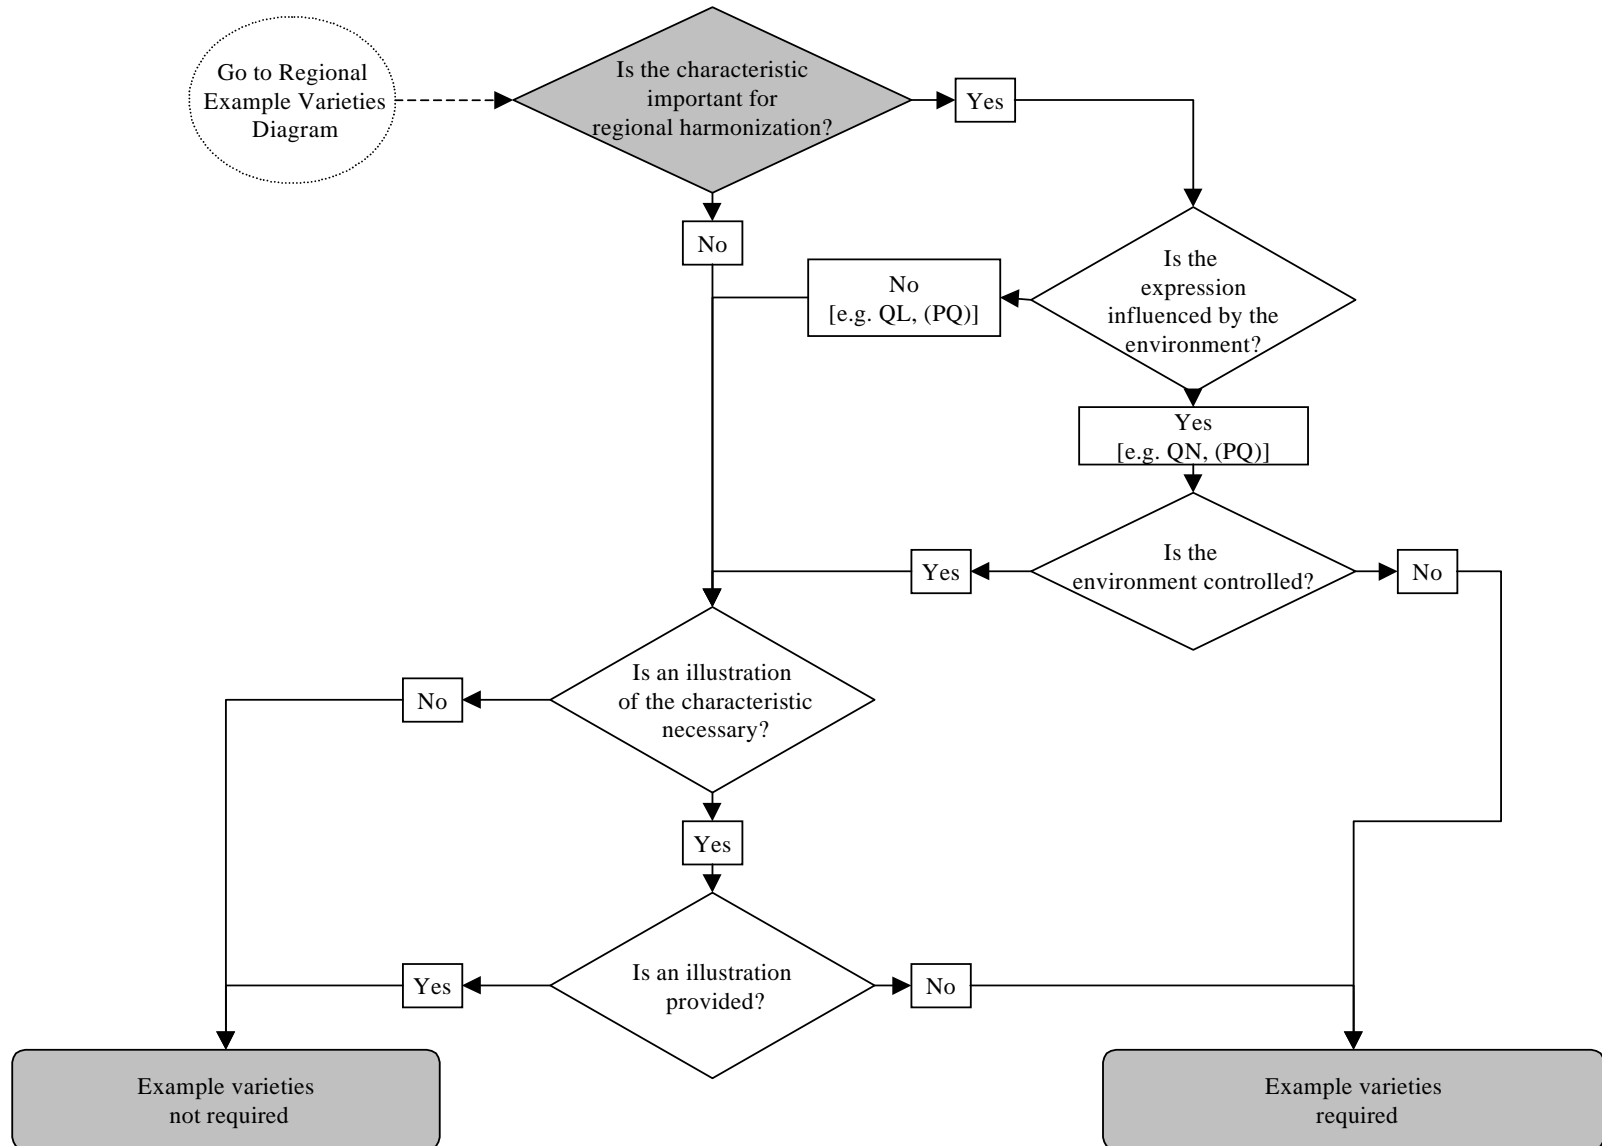 Go to Regional
Example Varieties
Diagram
Is the characteristic
important for
regional harmonization?
Yes
No
Is the
expression
influenced by the
environment?
No
[e.g. QL, (PQ)]
Yes
[e.g. QN, (PQ)]
Is the
environment controlled?
Yes
No
Is an illustration
of the characteristic
necessary?
No
Yes
Is an illustration
provided?
Yes
No
Example varieties
not required
Example varieties
required